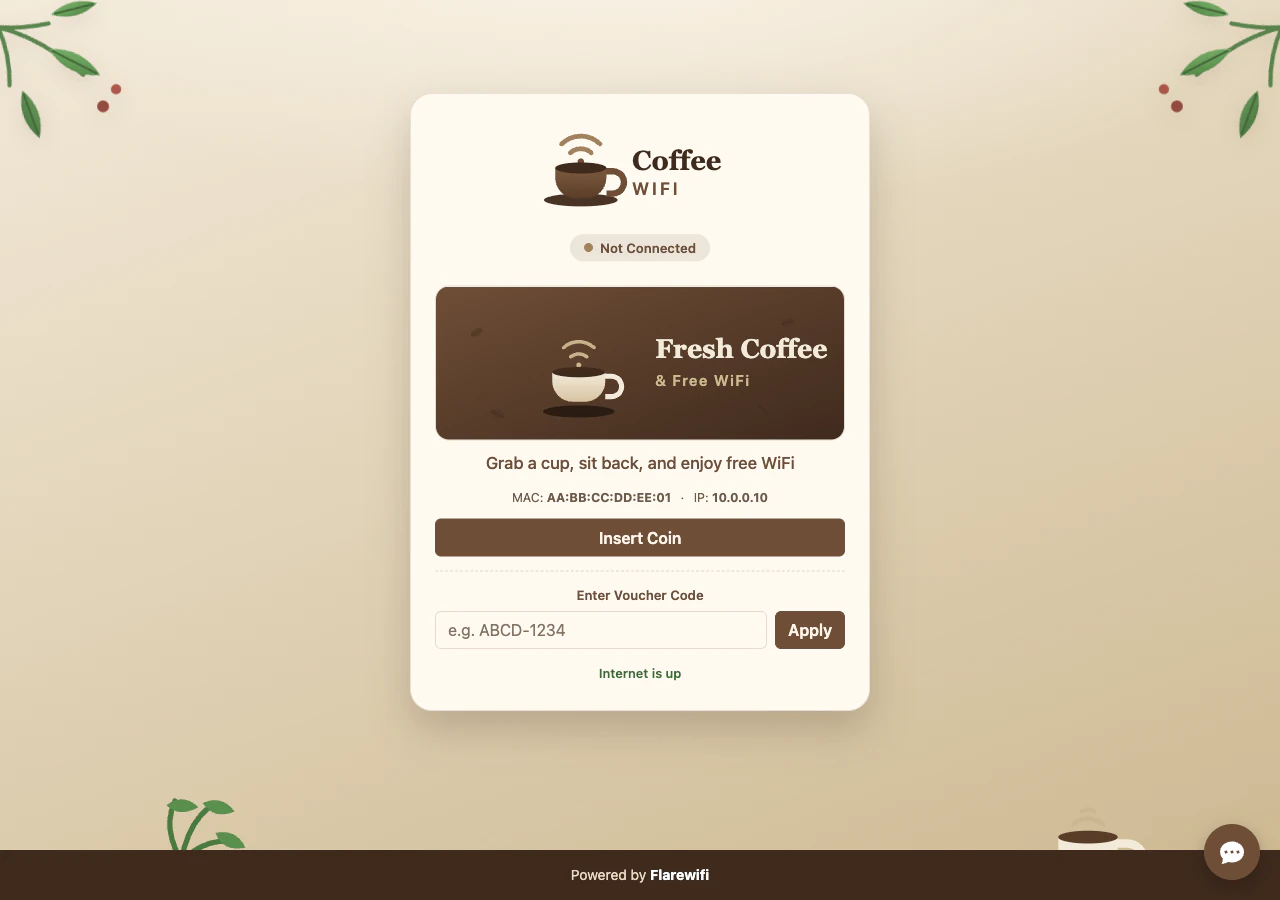 Coffee
WIFI
Not Connected
Fresh Coffee
& Free WiFi
Grab a cup, sit back, and enjoy free WiFi
MAC: AA:BB:CC:DD:EE:01 · IP: 10.0.0.10
Insert Coin
Enter Voucher Code
e.g. ABCD-1234
Apply
Internet is up
Powered by Flarewifi